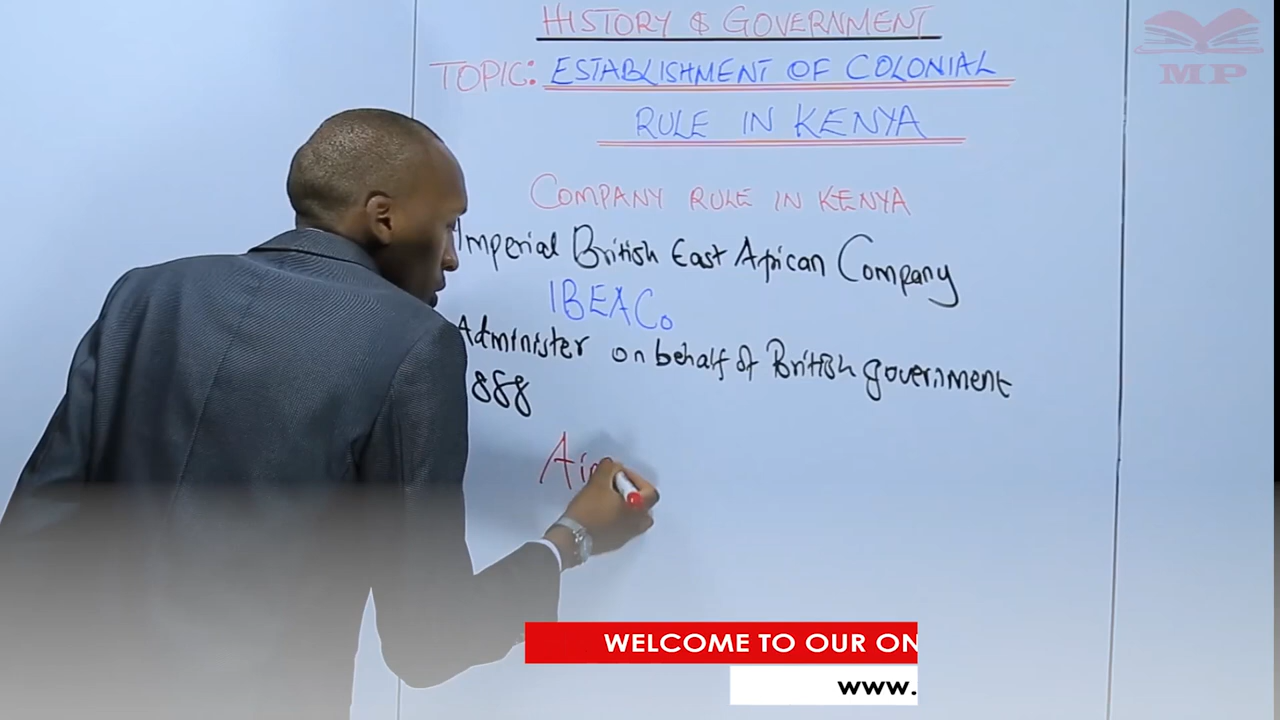 HISTORY & GOVERNMENT
TOPIC: ESTABLISHMENT OF COLONIAL
RULE IN KENYA
COMPANY RULE IN KENYA
Imperial British East African Company
IBEACo
Administer on behalf of British government
888
Ai
WELCOME TO OUR ON
www.
MP